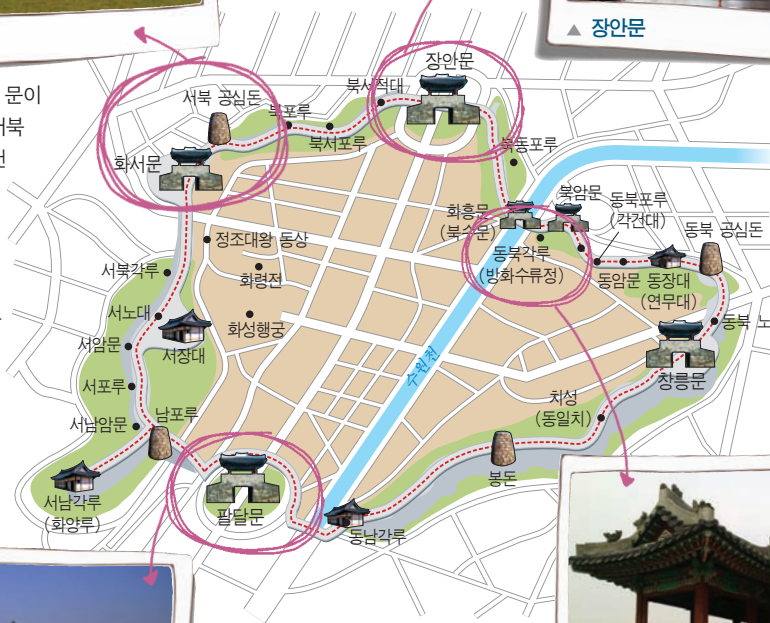 ▲ 장안문
문이
서북
장안문
서북 공심돈
북포루
북서적대
북서포루
화서문
북동포루
화홍문
(북수문)
북암문
동북포루
(각건대)
동북각루
(방화수류정)
동북 공심돈
동암문
동장대
(연무대)
정조대왕 동상
화령전
화성행궁
서북각루
서노대
서암문
서장대
서포루
서남암문
남포루
서남각루
(화양루)
팔달문
동남각루
봉돈
치성
(동일치)
창룽문
동북 노
수원천